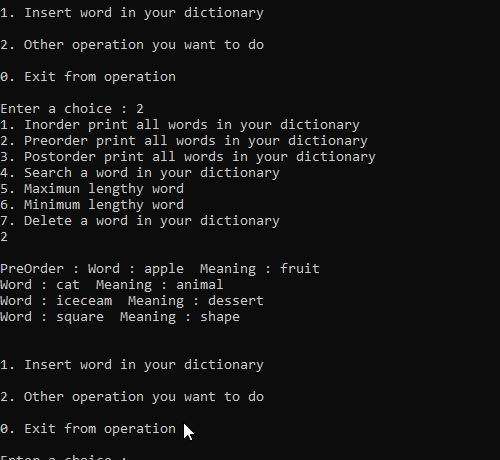 1. Insert word in your dictionary
2. Other operation you want to do
0. Exit from operation
Enter a choice : 2
1. Inorder print all words in your dictionary
2. Preorder print all words in your dictionary
3. Postorder print all words in your dictionary
4. Search a word in your dictionary
5. Maximun lengthy word
6. Minimum lengthy word
7. Delete a word in your dictionary
2
PreOrder : Word : apple  Meaning : fruit
Word : cat  Meaning : animal
Word : iceceam  Meaning : dessert
Word : square  Meaning : shape
1. Insert word in your dictionary
2. Other operation you want to do
0. Exit from operation
Enter a choice :